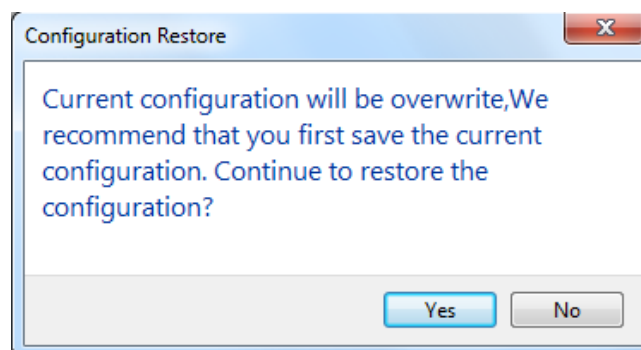 Configuration Restore
Current configuration will be overwrite,We
recommend that you first save the current
configuration. Continue to restore the
configuration?
Yes No